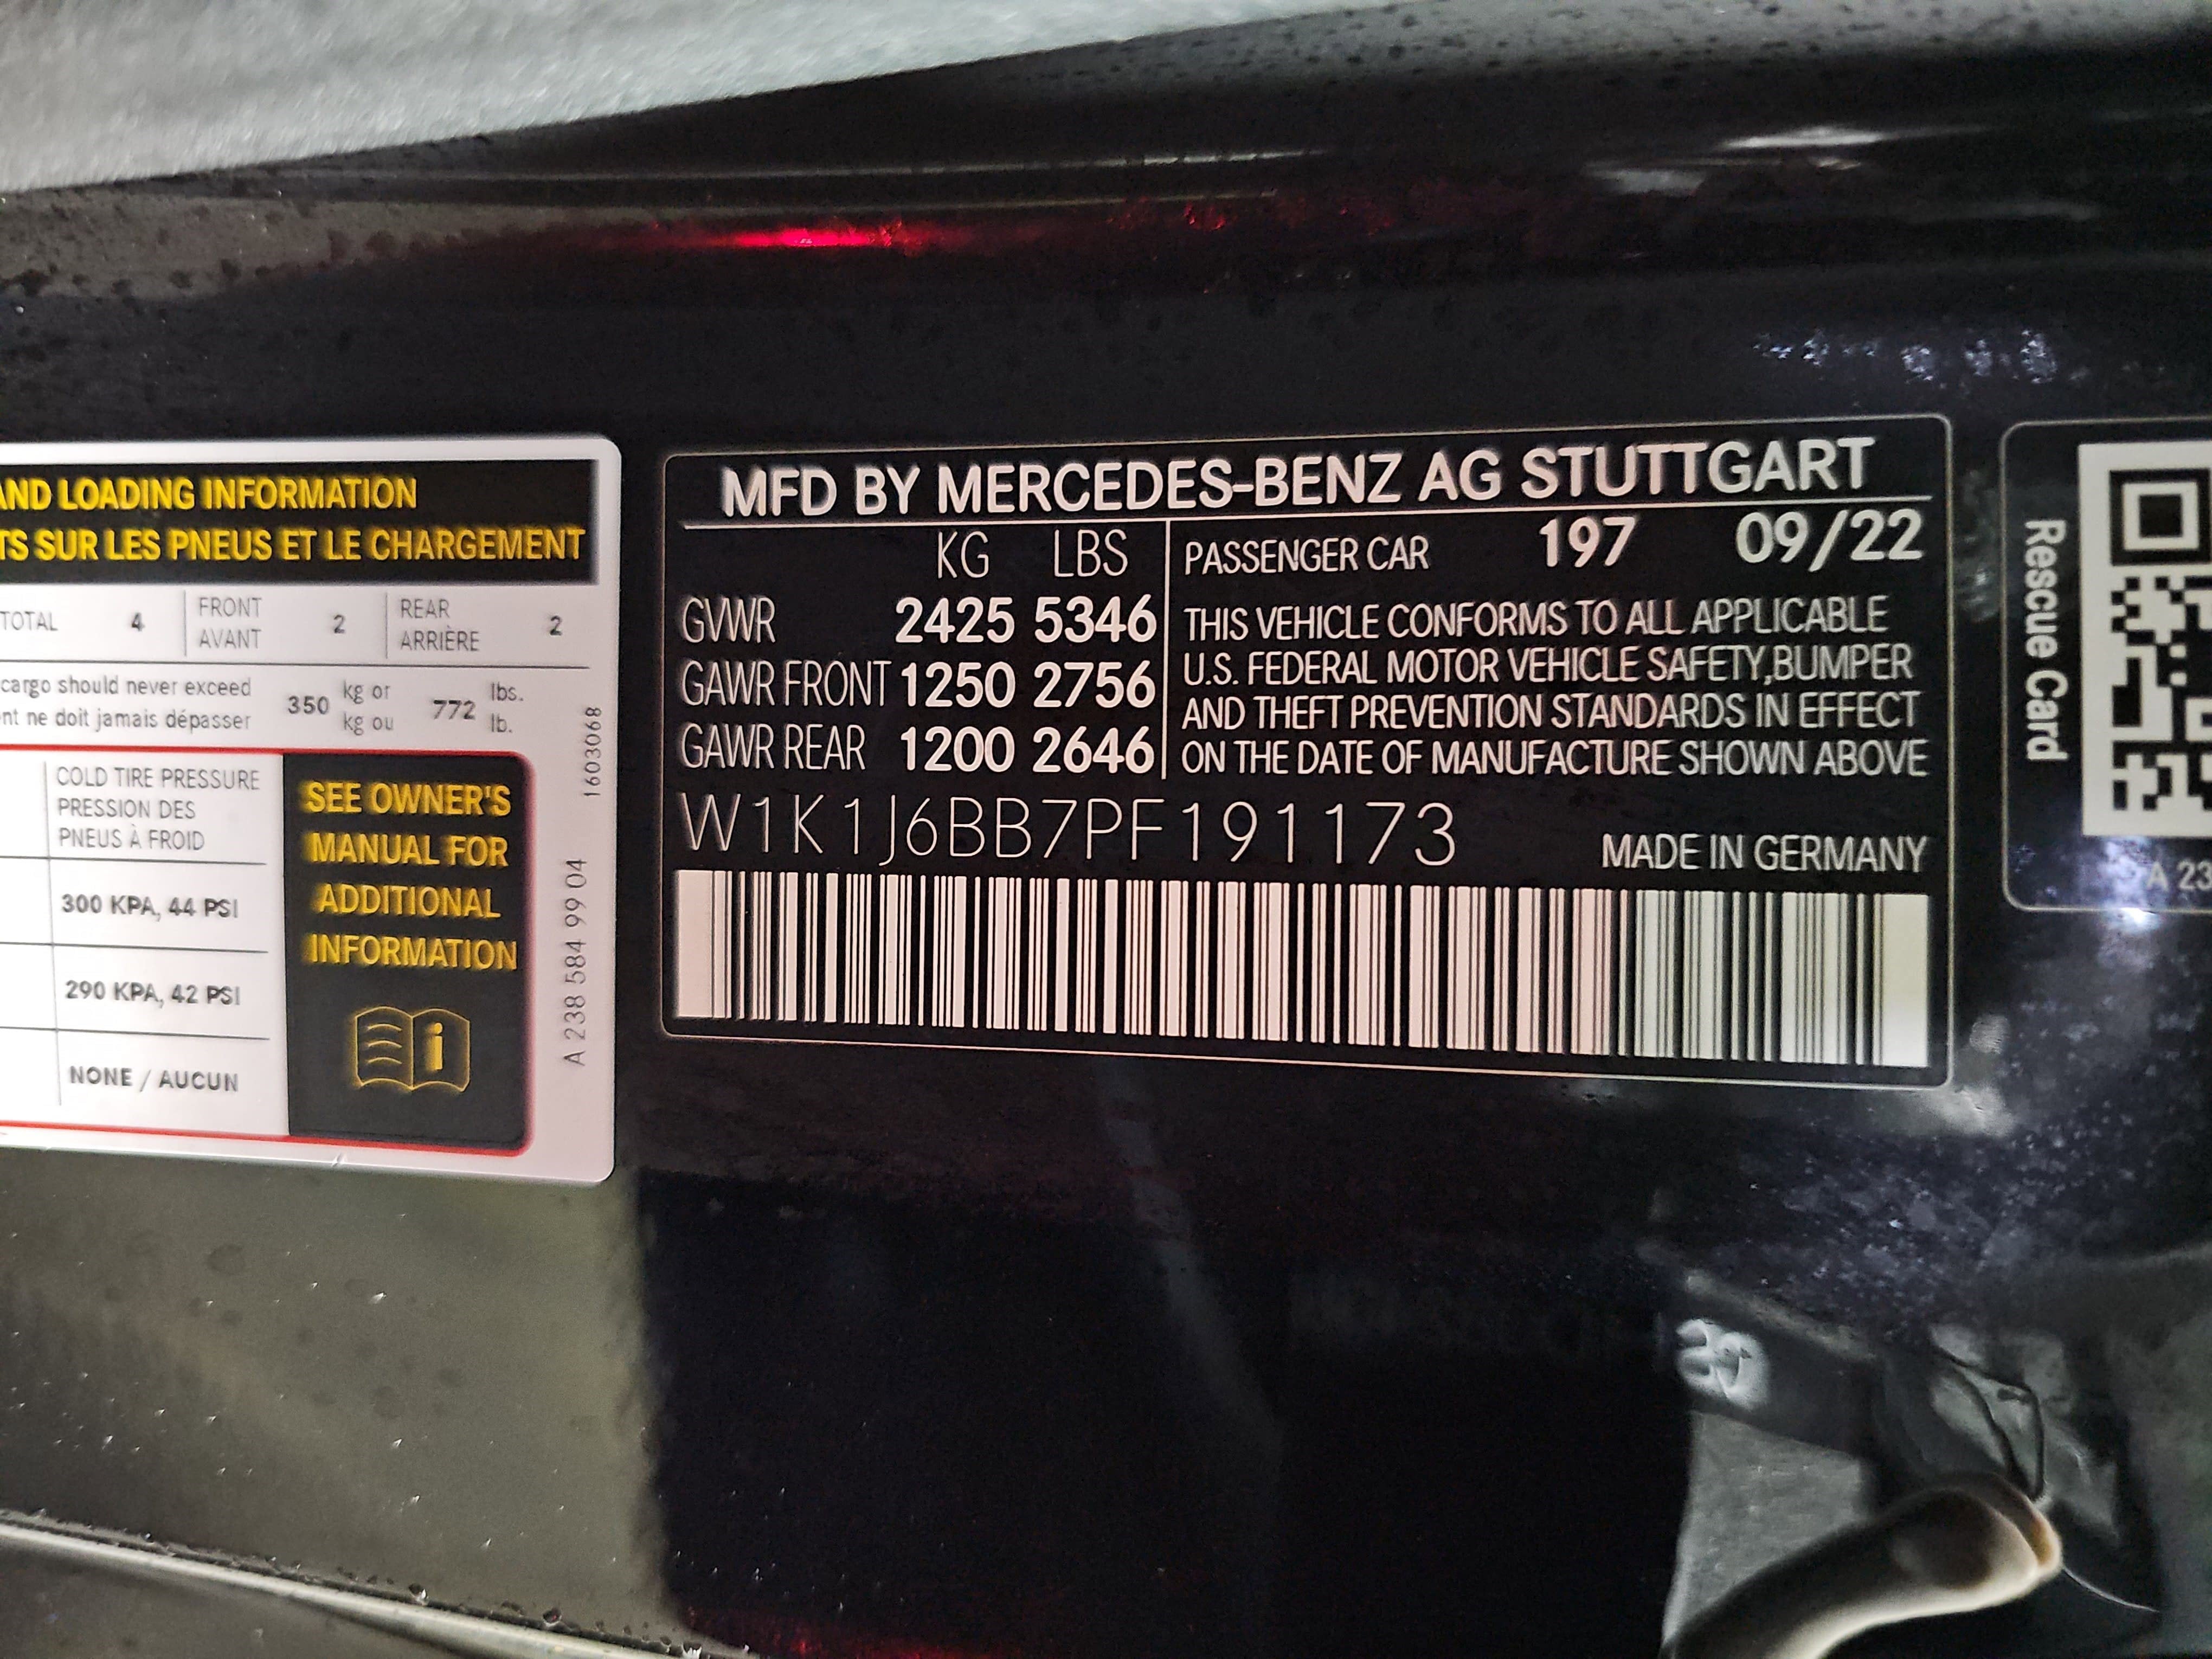 AND LOADING INFORMATION
TS SUR LES PNEUS ET LE CHARGEMENT
TOTAL 4 FRONT 2 REAR 2
AVANT ARRIÈRE
cargo should never exceed 350 kg or 772 lbs.
nt ne doit jamais dépasser kg ou lb.
COLD TIRE PRESSURE
PRESSION DES
PNEUS À FROID
300 KPA, 44 PSI
290 KPA, 42 PSI
NONE / AUCUN
SEE OWNER'S
MANUAL FOR
ADDITIONAL
INFORMATION
i
1603068
A 238 584 99 04
MFD BY MERCEDES-BENZ AG STUTTGART
KG LBS
GVWR 2425 5346
GAWR FRONT 1250 2756
GAWR REAR 1200 2646
PASSENGER CAR 197 09/22
THIS VEHICLE CONFORMS TO ALL APPLICABLE
U.S. FEDERAL MOTOR VEHICLE SAFETY,BUMPER
AND THEFT PREVENTION STANDARDS IN EFFECT
ON THE DATE OF MANUFACTURE SHOWN ABOVE
W1K1J6BB7PF191173
MADE IN GERMANY
Rescue Card
A 23